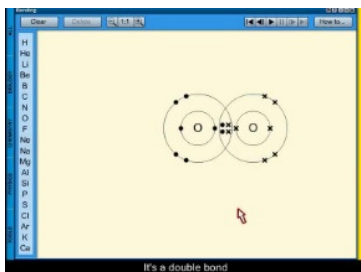 Bonding
Clear
Delete
1:1
How to...
H
He
Li
Be
B
C
N
O
F
Ne
Na
Mg
Al
Si
P
S
Cl
Ar
K
Ca
O
O
It's a double bond